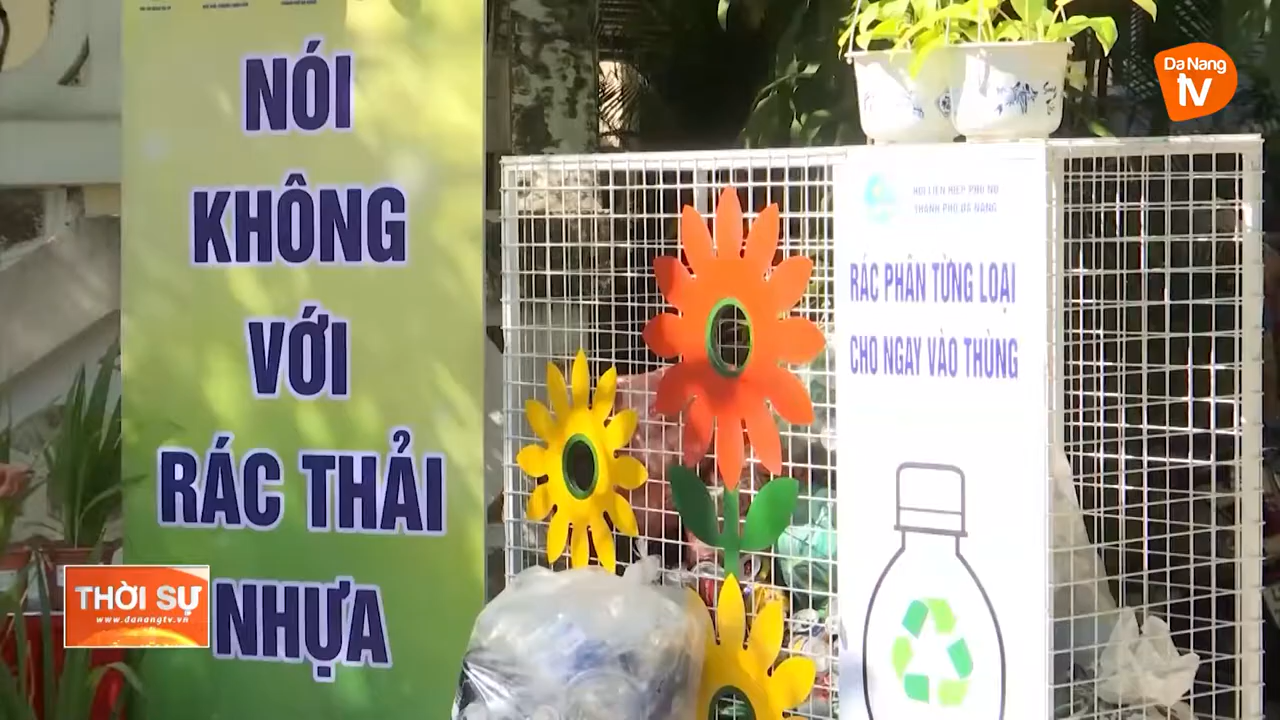 NÓI
KHÔNG
VỚI
RÁC THẢI
NHỰA
HỘI LIÊN HIỆP PHỤ NỮ
THÀNH PHỐ ĐÀ NẴNG
RÁC PHÂN TỪNG LOẠI
CHO NGAY VÀO THÙNG
Da Nang
tv
THỜI SỰ
www.danangtv.vn